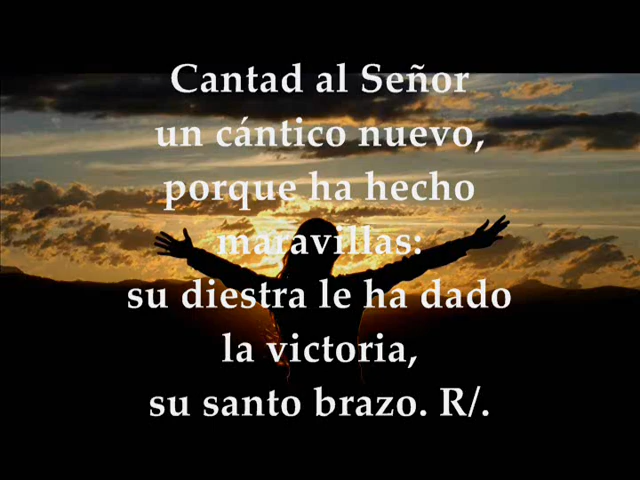 Cantad al Señor
un cántico nuevo,
porque ha hecho
maravillas:
su diestra le ha dado
la victoria,
su santo brazo. R/.